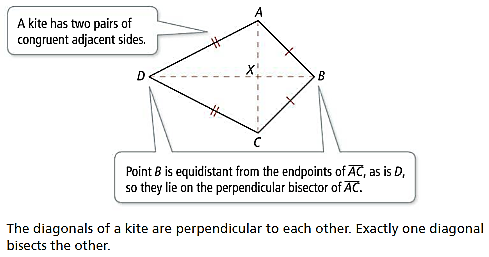 A kite has two pairs of
congruent adjacent sides.
A
D
X
B
C
Point B is equidistant from the endpoints of AC, as is D,
so they lie on the perpendicular bisector of AC.
The diagonals of a kite are perpendicular to each other. Exactly one diagonal
bisects the other.